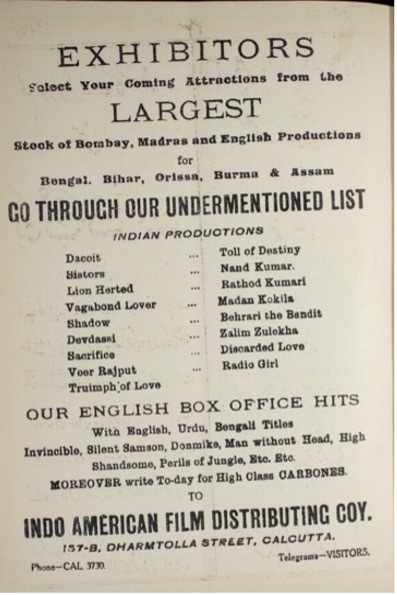 EXHIBITORS
Select Your Coming Attractions from the
LARGEST
Stock of Bombay, Madras and English Productions
for
Bengal. Bihar, Orissa, Burma & Assam
GO THROUGH OUR UNDERMENTIONED LIST
INDIAN PRODUCTIONS
Dacoit ... Toll of Destiny
Sistors ... Nand Kumar.
Lion Herted ... Rathod Kumari
Vagabond Lover ... Madan Kokila
Shadow ... Behrari the Bandit
Devdasei ... Zalim Zulekha
Sacrifice ... Discarded Love
Veer Rajput ... Radio Girl
Truimph of Love
OUR ENGLISH BOX OFFICE HITS
With English, Urdu, Bengali Titles
Invincible, Silent Samson, Donmike, Man without Head, High
Shandsome, Perils of Jungle, Etc. Etc.
MOREOVER write To-day for High Class CARBONES.
TO
INDO AMERICAN FILM DISTRIBUTING COY.
157-B, DHARMTOLLA STREET, CALCUTTA.
Phone—CAL. 3730. Telegrams—VISITORS.